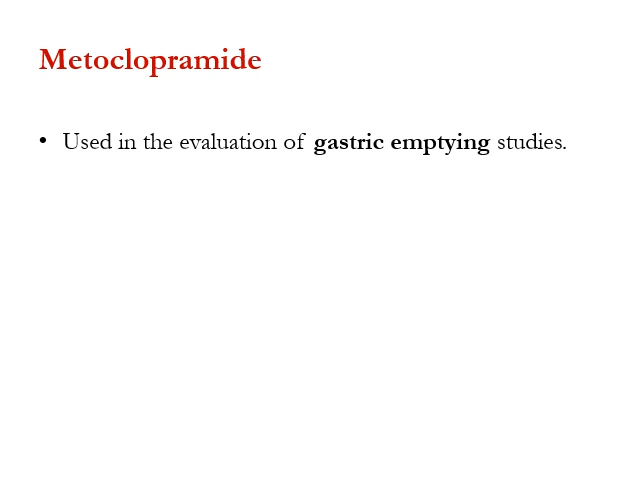 Metoclopramide
• Used in the evaluation of gastric emptying studies.